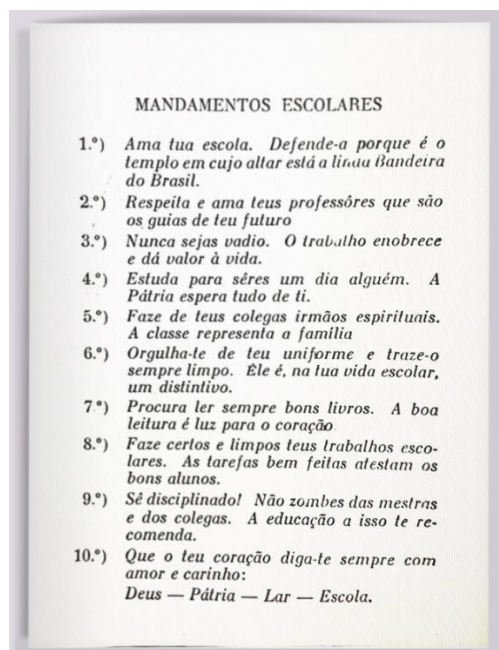 MANDAMENTOS ESCOLARES
1.º) Ama tua escola. Defende-a porque é o
templo em cujo altar está a linda Bandeira
do Brasil.
2.º) Respeita e ama teus professôres que são
os guias de teu futuro
3.º) Nunca sejas vadio. O trabalho enobrece
e dá valor à vida.
4.º) Estuda para sêres um dia alguém. A
Pátria espera tudo de ti.
5.º) Faze de teus colegas irmãos espirituais.
A classe representa a família
6.º) Orgulha-te de teu uniforme e traze-o
sempre limpo. Êle é, na tua vida escolar,
um distintivo.
7.º) Procura ler sempre bons livros. A boa
leitura é luz para o coração
8.º) Faze certos e limpos teus trabalhos esco-
lares. As tarefas bem feitas atestam os
bons alunos.
9.º) Sê disciplinado! Não zombes das mestras
e dos colegas. A educação a isso te re-
comenda.
10.º) Que o teu coração diga-te sempre com
amor e carinho:
Deus — Pátria — Lar — Escola.